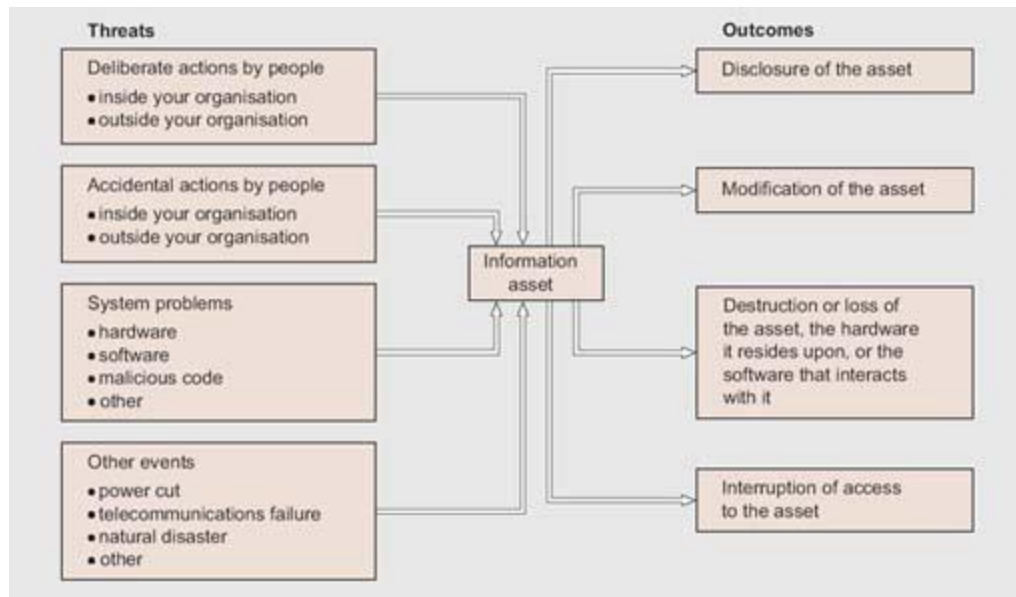 Threats
Deliberate actions by people
• inside your organisation
• outside your organisation
Accidental actions by people
• inside your organisation
• outside your organisation
System problems
• hardware
• software
• malicious code
• other
Other events
• power cut
• telecommunications failure
• natural disaster
• other
Information
asset
Outcomes
Disclosure of the asset
Modification of the asset
Destruction or loss of
the asset, the hardware
it resides upon, or the
software that interacts
with it
Interruption of access
to the asset